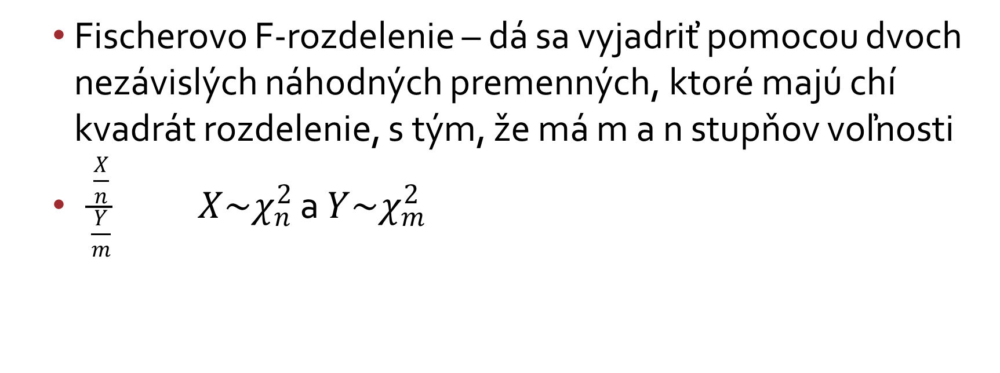 • Fischerovo F-rozdelenie – dá sa vyjadriť pomocou dvoch
nezávislých náhodných premenných, ktoré majú chí
kvadrát rozdelenie, s tým, že má m a n stupňov voľnosti
• $\frac{\frac{X}{n}}{\frac{Y}{m}}$ $X \sim \chi_n^2$ a $Y \sim \chi_m^2$